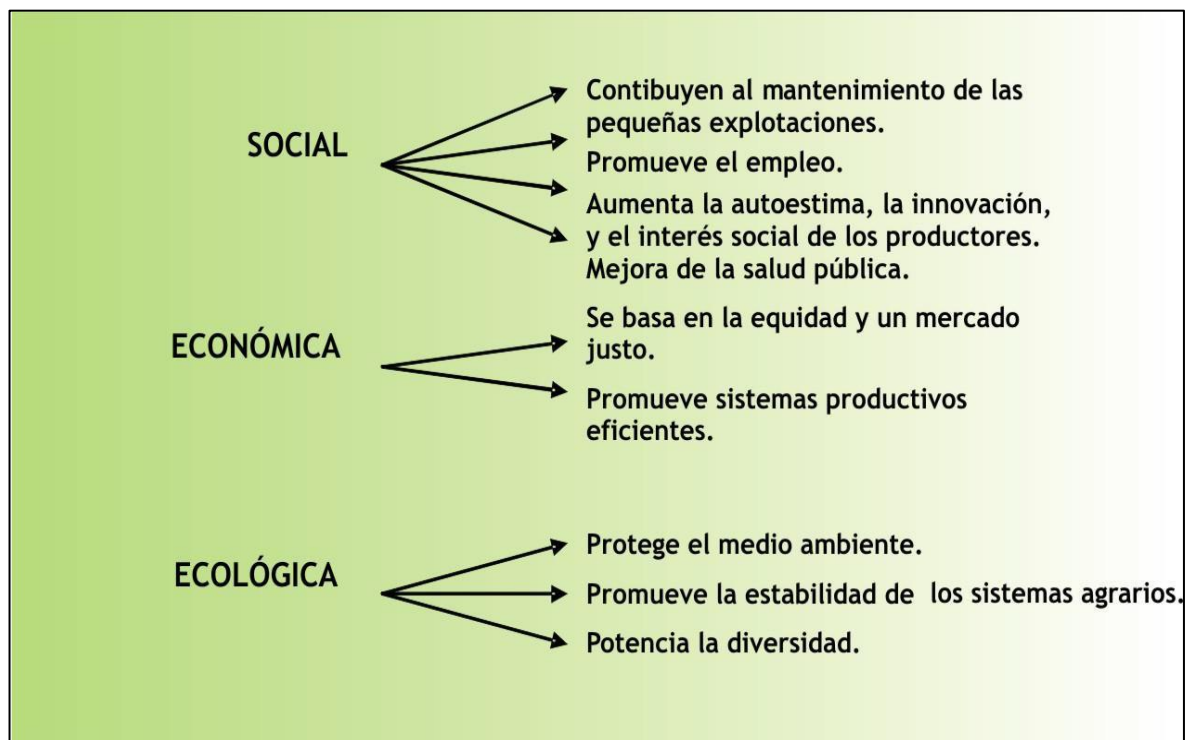 SOCIAL
Contibuyen al mantenimiento de las
pequeñas explotaciones.
Promueve el empleo.
Aumenta la autoestima, la innovación,
y el interés social de los productores.
Mejora de la salud pública.
ECONÓMICA
Se basa en la equidad y un mercado
justo.
Promueve sistemas productivos
eficientes.
ECOLÓGICA
Protege el medio ambiente.
Promueve la estabilidad de los sistemas agrarios.
Potencia la diversidad.